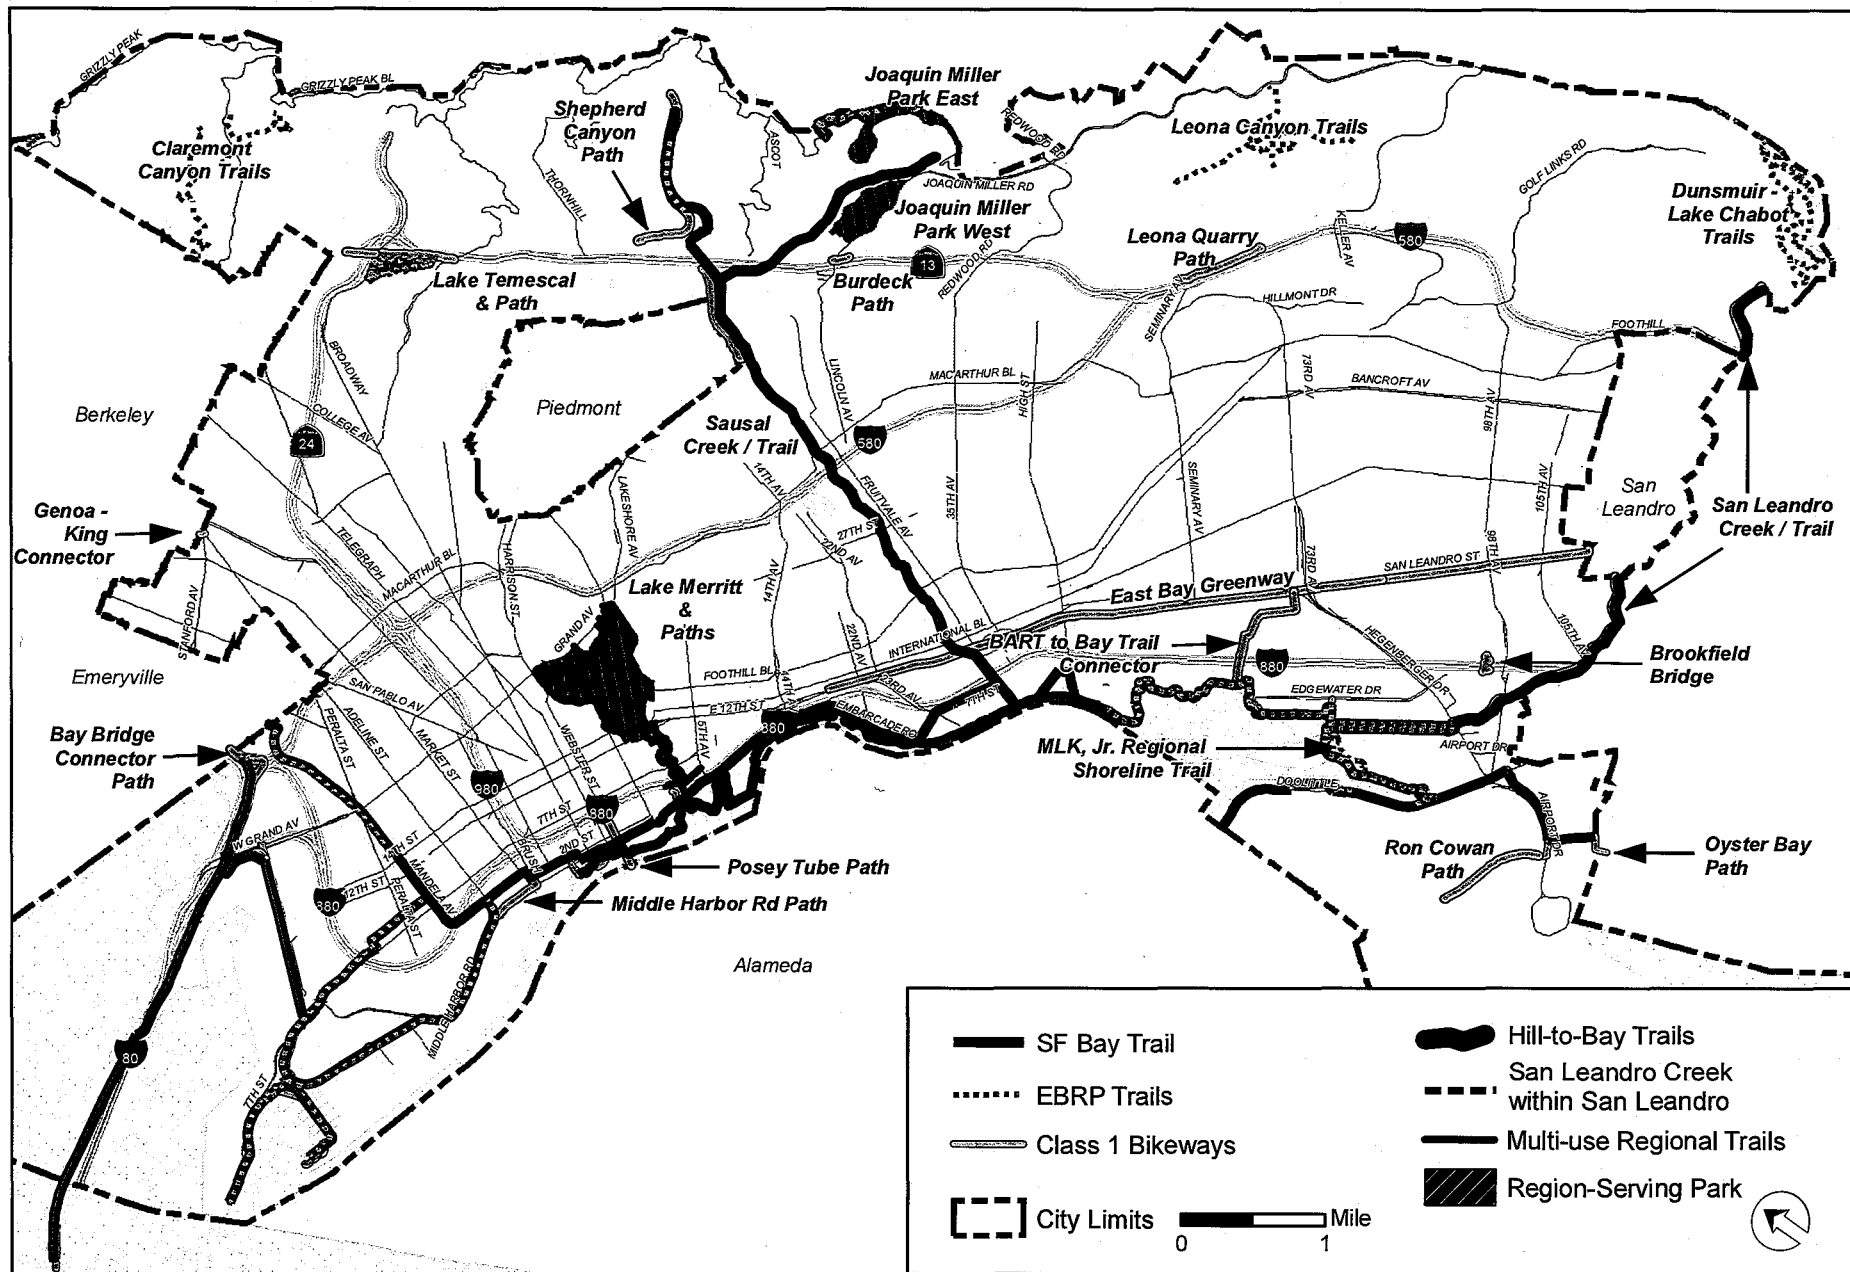 GRIZZLY PEAK
GRIZZLY PEAK BL
Claremont
Canyon Trails
Shepherd
Canyon
Path
THORNHILL
ASCOT
Joaquin Miller
Park East
REDWOOD RD
JOAQUIN MILLER RD
Joaquin Miller
Park West
REDWOOD RD
Leona Canyon Trails
GOLF LINKS RD
Dunsmuir -
Lake Chabot
Trails
Leona Quarry
Path
KELLER AV
580
13
Burdeck
Path
Lake Temescal
& Path
SEMINARY AV
HILLMONT DR
FOOTHILL
BROADWAY
COLLEGE AV
24
Berkeley
Piedmont
LINCOLN AV
MACARTHUR BL
HIGH ST
73RD AV
BANCROFT AV
98TH AV
Sausal
Creek / Trail
580
14TH AV
FRUITVALE AV
LAKESHORE AV
35TH AV
SEMINARY AV
105TH AV
San
Leandro
San Leandro
Creek / Trail
Genoa -
King
Connector
TELEGRAPH
MACARTHUR BL
HARRISON ST
27TH ST
22ND AV
14TH AV
73RD AV
98TH AV
SAN LEANDRO ST
East Bay Greenway
STANFORD AV
GRAND AV
Lake Merritt
&
Paths
22ND AV
INTERNATIONAL BL
BART to Bay Trail
Connector
880
HEGENBERGER DR
105TH AV
Brookfield
Bridge
Emeryville
SAN PABLO AV
FOOTHILL BL
14TH
23RD AV
7TH ST
EDGEWATER DR
E 12TH ST
EMBARCADERO
880
5TH AV
Bay Bridge
Connector
Path
PERALTA ST
ADELINE ST
MARKET ST
WEBSTER ST
980
880
7TH ST
2ND ST
BRUSH
MLK, Jr. Regional
Shoreline Trail
AIRPORT DR
DOOLITTLE
AIRPORT DR
W GRAND AV
14TH ST
12TH ST
880
MANDELA AV
PERALTA ST
Posey Tube Path
Middle Harbor Rd Path
Ron Cowan
Path
Oyster Bay
Path
Alameda
MIDDLE HARBOR RD
80
7TH ST
SF Bay Trail
EBRP Trails
Class 1 Bikeways
City Limits
Mile
0
1
Hill-to-Bay Trails
San Leandro Creek
within San Leandro
Multi-use Regional Trails
Region-Serving Park